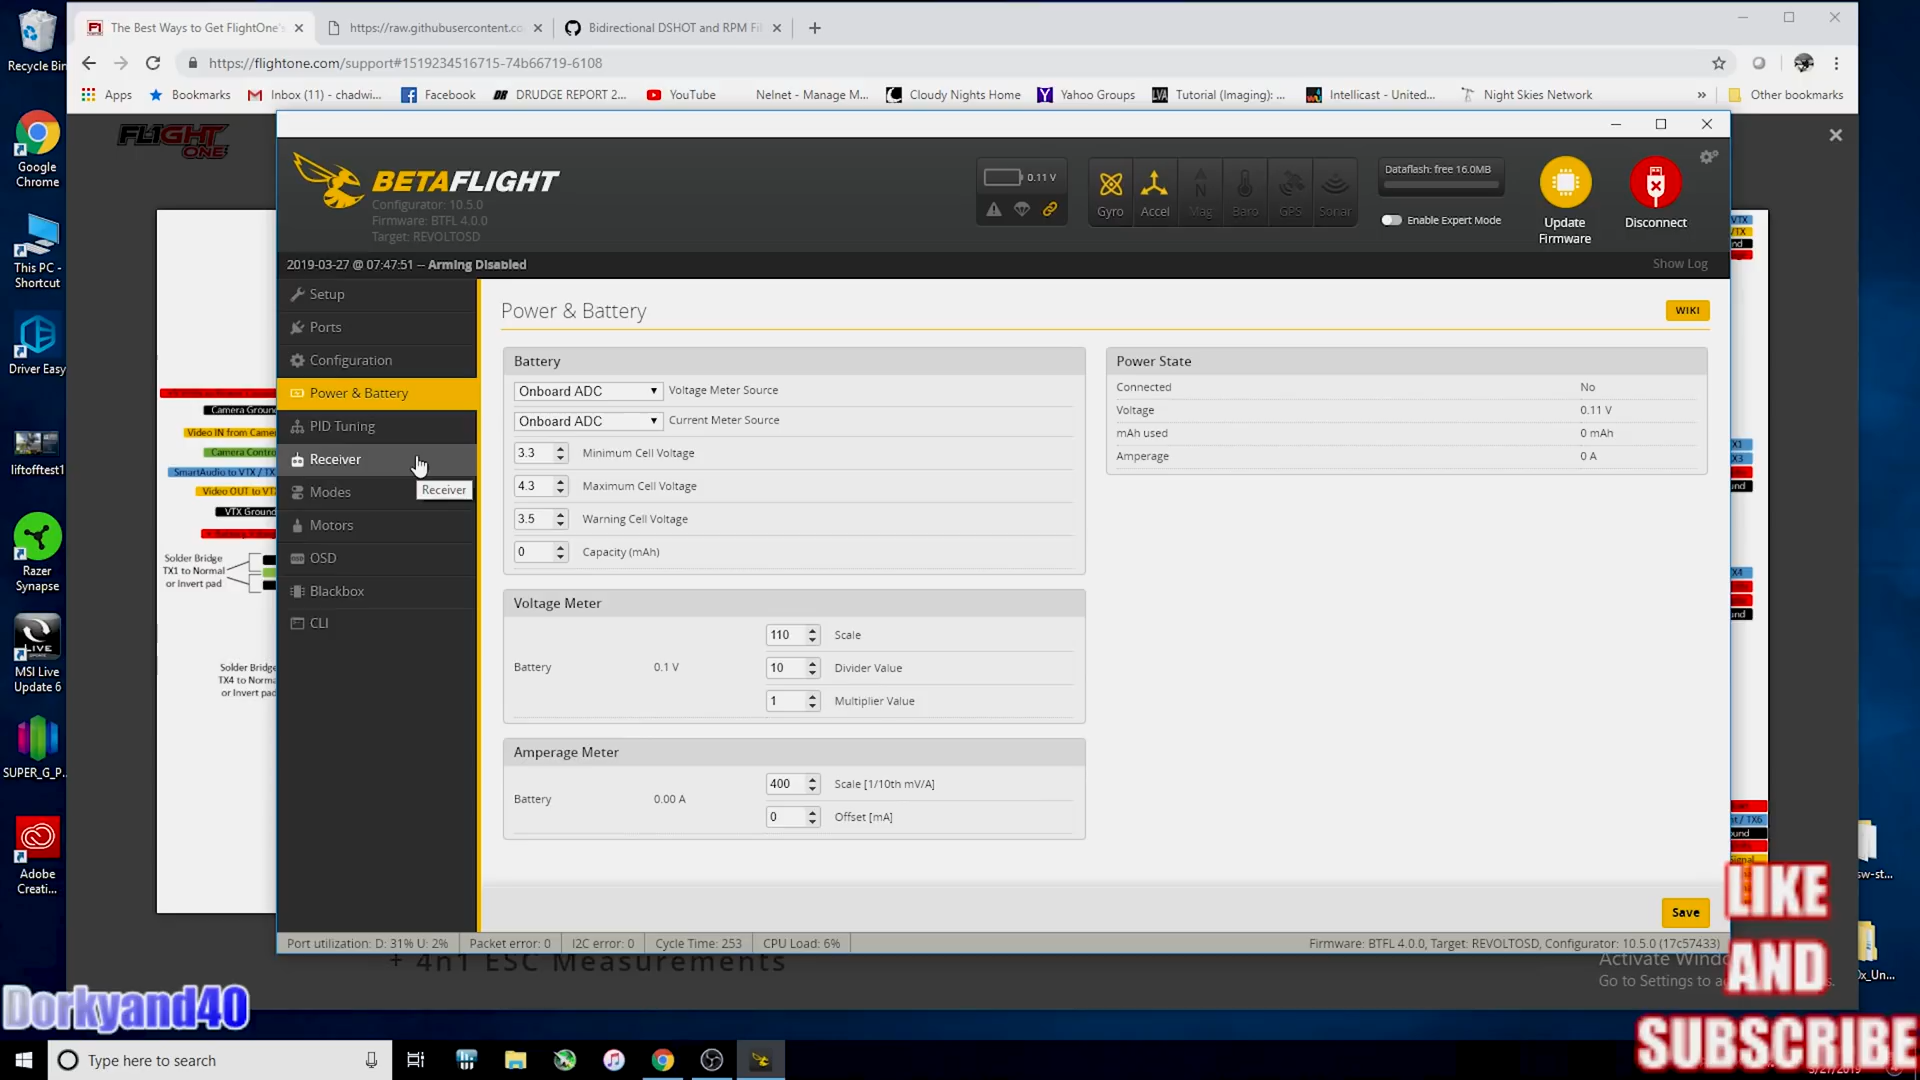 Recycle Bin
Google Chrome
This PC - Shortcut
Driver Easy
liftofftest1
Razer Synapse
MSI Live Update 6
SUPER_G_P...
Adobe Creati...
The Best Ways to Get FlightOne's
https://raw.githubusercontent.co
Bidirectional DSHOT and RPM Fil
https://flightone.com/support#1519234516715-74b66719-6108
Apps
Bookmarks
Inbox (11) - chadwi...
Facebook
DRUDGE REPORT 2...
YouTube
Nelnet - Manage M...
Cloudy Nights Home
Yahoo Groups
Tutorial (Imaging): ...
Intellicast - United...
Night Skies Network
»
Other bookmarks
FLIGHT ONE
BETAFLIGHT
Configurator: 10.5.0
Firmware: BTFL 4.0.0
Target: REVOLTOSD
0.11 V
Gyro
Accel
Mag
Baro
GPS
Sonar
Dataflash: free 16.0MB
Enable Expert Mode
Update Firmware
Disconnect
2019-03-27 @ 07:47:51 -- Arming Disabled
Show Log
Setup
Ports
Configuration
Power & Battery
PID Tuning
Receiver
Receiver
Modes
Motors
OSD
Blackbox
CLI
Power & Battery
WIKI
Battery
Onboard ADC Voltage Meter Source
Onboard ADC Current Meter Source
3.3 Minimum Cell Voltage
4.3 Maximum Cell Voltage
3.5 Warning Cell Voltage
0 Capacity (mAh)
Voltage Meter
Battery 0.1 V
110 Scale
10 Divider Value
1 Multiplier Value
Amperage Meter
Battery 0.00 A
400 Scale [1/10th mV/A]
0 Offset [mA]
Power State
Connected No
Voltage 0.11 V
mAh used 0 mAh
Amperage 0 A
Save
Port utilization: D: 31% U: 2%
Packet error: 0
I2C error: 0
Cycle Time: 253
CPU Load: 6%
Firmware: BTFL 4.0.0, Target: REVOLTOSD, Configurator: 10.5.0 (17c57433)
Camera Ground
Video IN from Camer
Camera Contro
SmartAudio to VTX / TX
Video OUT to VT
VTX Ground
Solder Bridge
TX1 to Normal
or Invert pad
Solder Bridge
TX4 to Norma
or Invert pad
+ 4n1 ESC Measurements
Activate Windo
Go to Settings to a
Dorkyand40
LIKE
AND
SUBSCRIBE
Type here to search